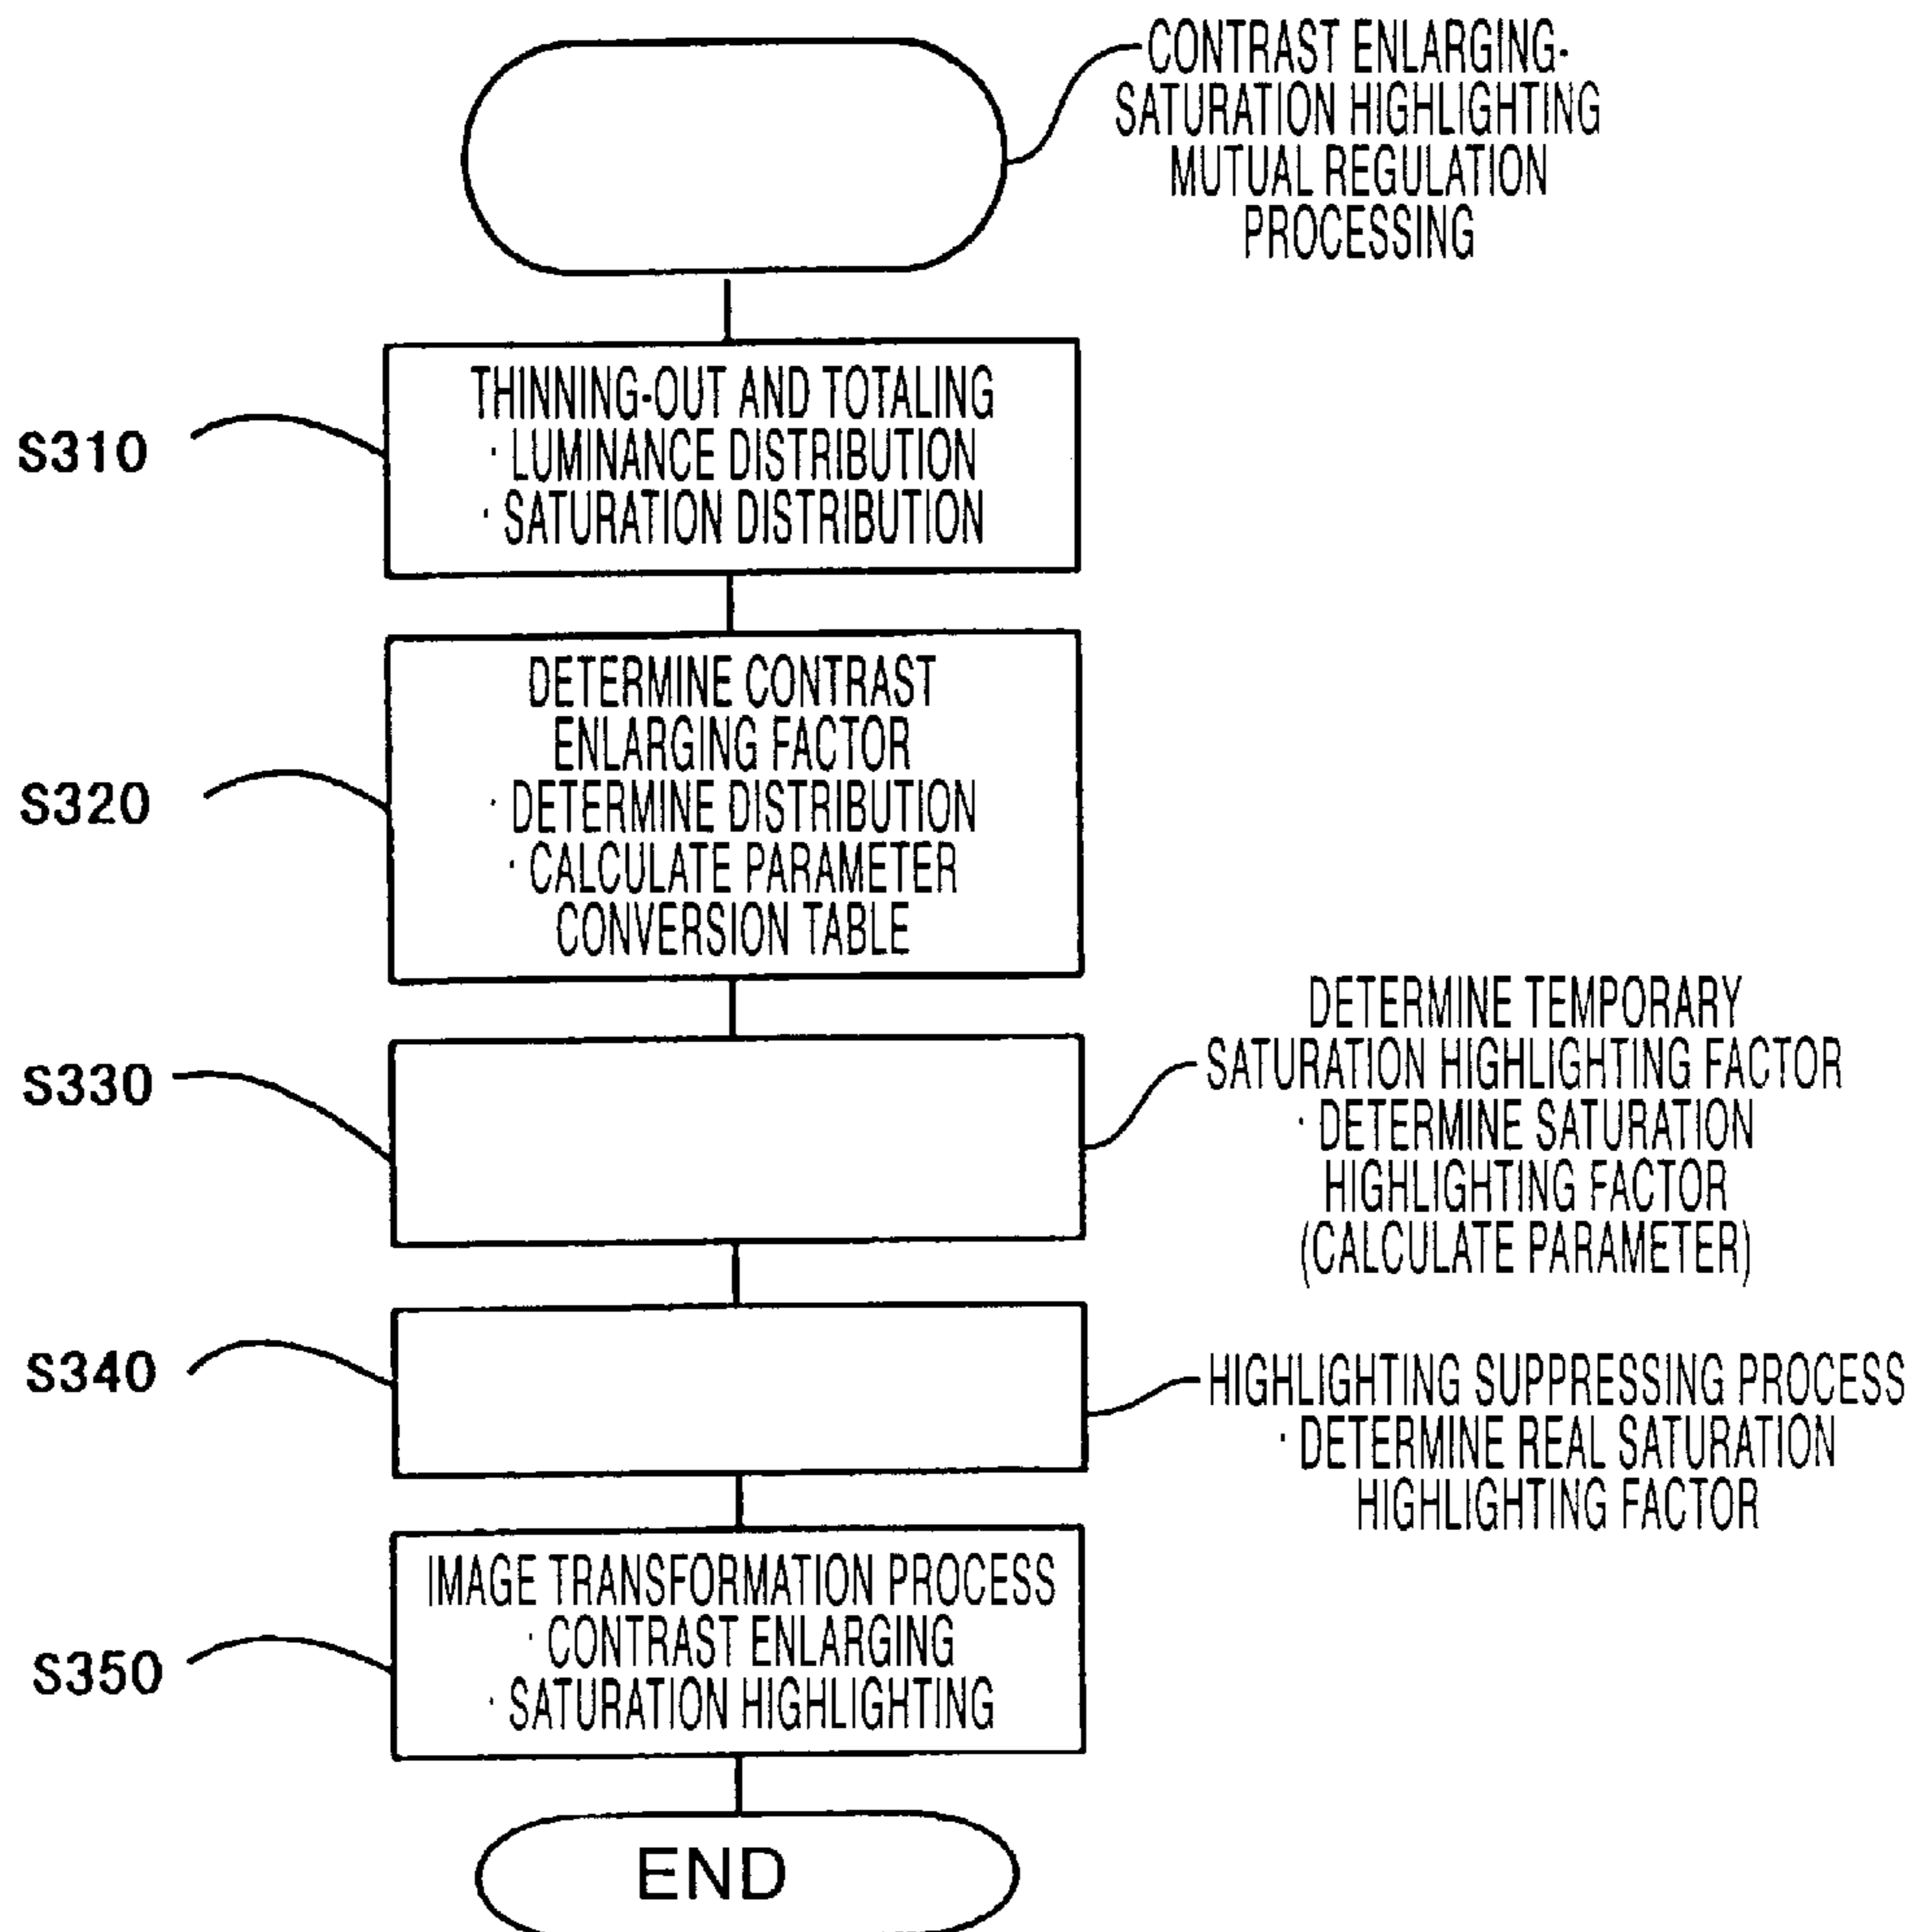 CONTRAST ENLARGING-
SATURATION HIGHLIGHTING
MUTUAL REGULATION
PROCESSING
S310
THINNING-OUT AND TOTALING
· LUMINANCE DISTRIBUTION
· SATURATION DISTRIBUTION
S320
DETERMINE CONTRAST
ENLARGING FACTOR
· DETERMINE DISTRIBUTION
· CALCULATE PARAMETER
CONVERSION TABLE
S330
DETERMINE TEMPORARY
SATURATION HIGHLIGHTING FACTOR
· DETERMINE SATURATION
HIGHLIGHTING FACTOR
(CALCULATE PARAMETER)
S340
HIGHLIGHTING SUPPRESSING PROCESS
· DETERMINE REAL SATURATION
HIGHLIGHTING FACTOR
S350
IMAGE TRANSFORMATION PROCESS
· CONTRAST ENLARGING
· SATURATION HIGHLIGHTING
END